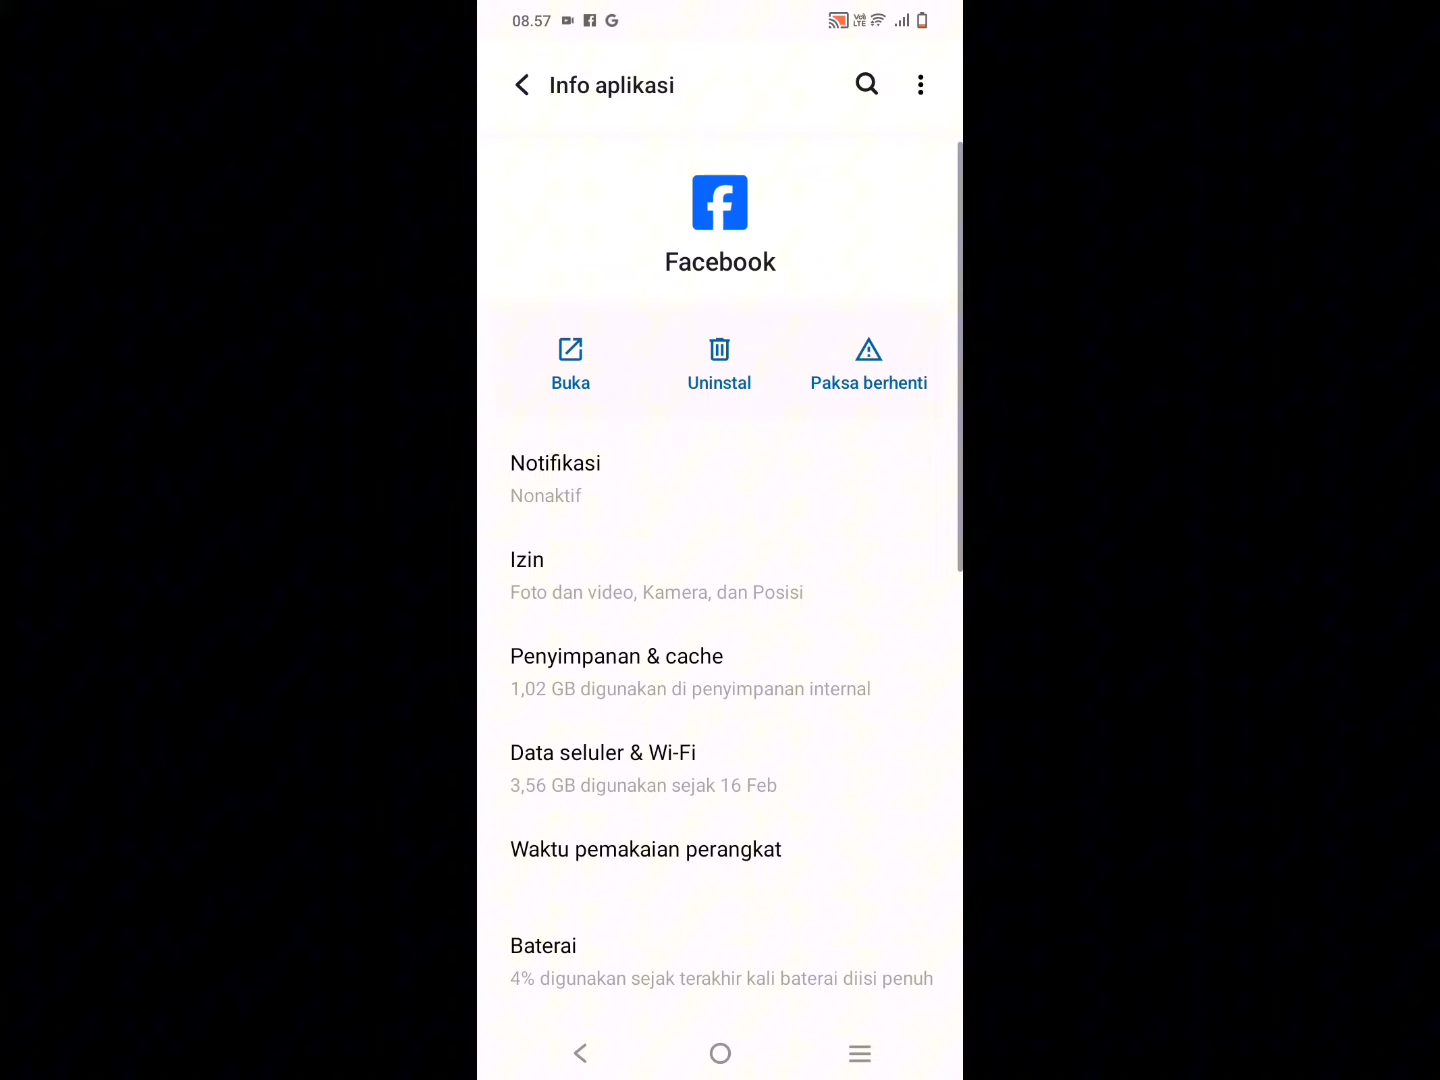 08.57
Vo) LTE
Info aplikasi
Facebook
Buka
Uninstal
Paksa berhenti
Notifikasi
Nonaktif
Izin
Foto dan video, Kamera, dan Posisi
Penyimpanan & cache
1,02 GB digunakan di penyimpanan internal
Data seluler & Wi-Fi
3,56 GB digunakan sejak 16 Feb
Waktu pemakaian perangkat
Baterai
4% digunakan sejak terakhir kali baterai diisi penuh